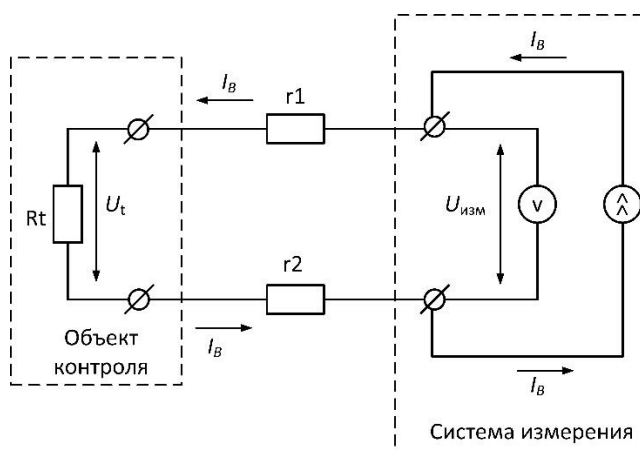 I_B
I_B
r1
Rt
U_t
U_изм
v
r2
Объект
контроля
I_B
I_B
Система измерения